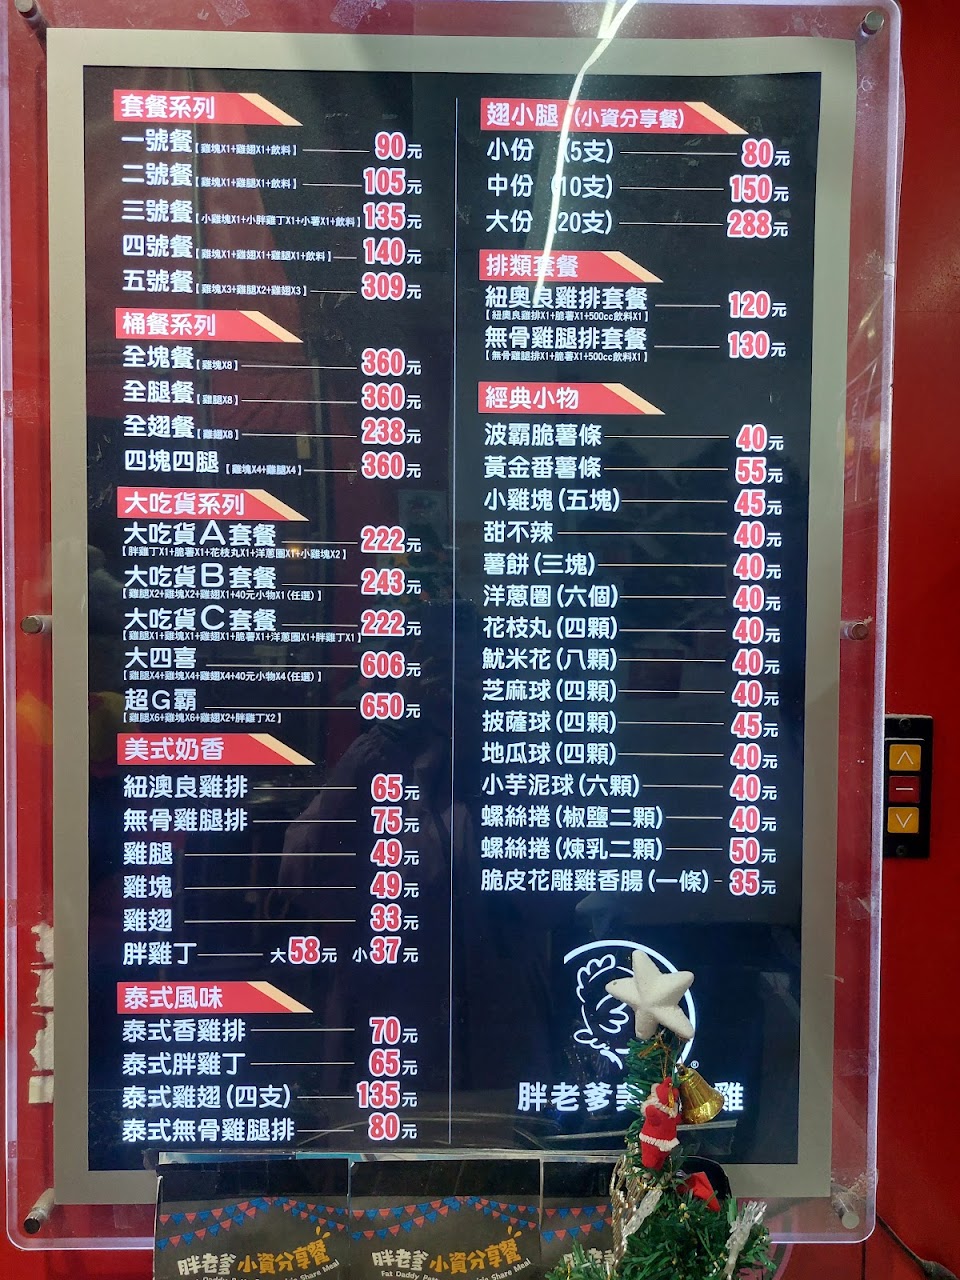 套餐系列
一號餐【雞塊X1+雞翅X1+飲料】 90元
二號餐【雞塊X1+雞腿X1+飲料】 105元
三號餐【小雞塊X1+小胖雞丁X1+小薯X1+飲料】 135元
四號餐【雞塊X1+雞翅X1+雞腿X1+飲料】 140元
五號餐【雞塊X3+雞腿X2+雞翅X3】 309元
桶餐系列
全塊餐【雞塊X8】 360元
全腿餐【雞腿X8】 360元
全翅餐【雞翅X8】 238元
四塊四腿【雞塊X4+雞腿X4】 360元
大吃貨系列
大吃貨A套餐 222元
【胖雞丁X1+脆薯X1+花枝丸X1+洋蔥圈X1+小雞塊X2】
大吃貨B套餐 243元
【雞腿X2+雞塊X2+雞翅X1+40元小物X1(任選)】
大吃貨C套餐 222元
【雞腿X1+雞塊X1+雞翅X1+脆薯X1+洋蔥圈X1+胖雞丁X1】
大四喜 606元
【雞腿X4+雞塊X4+雞翅X4+40元小物X4(任選)】
超G霸 650元
【雞腿X6+雞塊X6+雞翅X2+胖雞丁X2】
美式奶香
紐澳良雞排 65元
無骨雞腿排 75元
雞腿 49元
雞塊 49元
雞翅 33元
胖雞丁 大58元 小37元
泰式風味
泰式香雞排 70元
泰式胖雞丁 65元
泰式雞翅(四支) 135元
泰式無骨雞腿排 80元
翅小腿 (小資分享餐)
小份 (5支) 80元
中份 (10支) 150元
大份 (20支) 288元
排類套餐
紐奧良雞排套餐 120元
【紐奧良雞排X1+脆薯X1+500cc飲料X1】
無骨雞腿排套餐 130元
【無骨雞腿排X1+脆薯X1+500cc飲料X1】
經典小物
波霸脆薯條 40元
黃金番薯條 55元
小雞塊(五塊) 45元
甜不辣 40元
薯餅(三塊) 40元
洋蔥圈(六個) 40元
花枝丸(四顆) 40元
魷米花(八顆) 40元
芝麻球(四顆) 40元
披薩球(四顆) 45元
地瓜球(四顆) 40元
小芋泥球(六顆) 40元
螺絲捲(椒鹽二顆) 40元
螺絲捲(煉乳二顆) 50元
脆皮花雕雞香腸(一條) 35元
®
胖老爹美 雞
胖老爹 小資分享餐
Share Meal
胖老爹 小資分享餐
Fat Daddy Share Meal
胖老